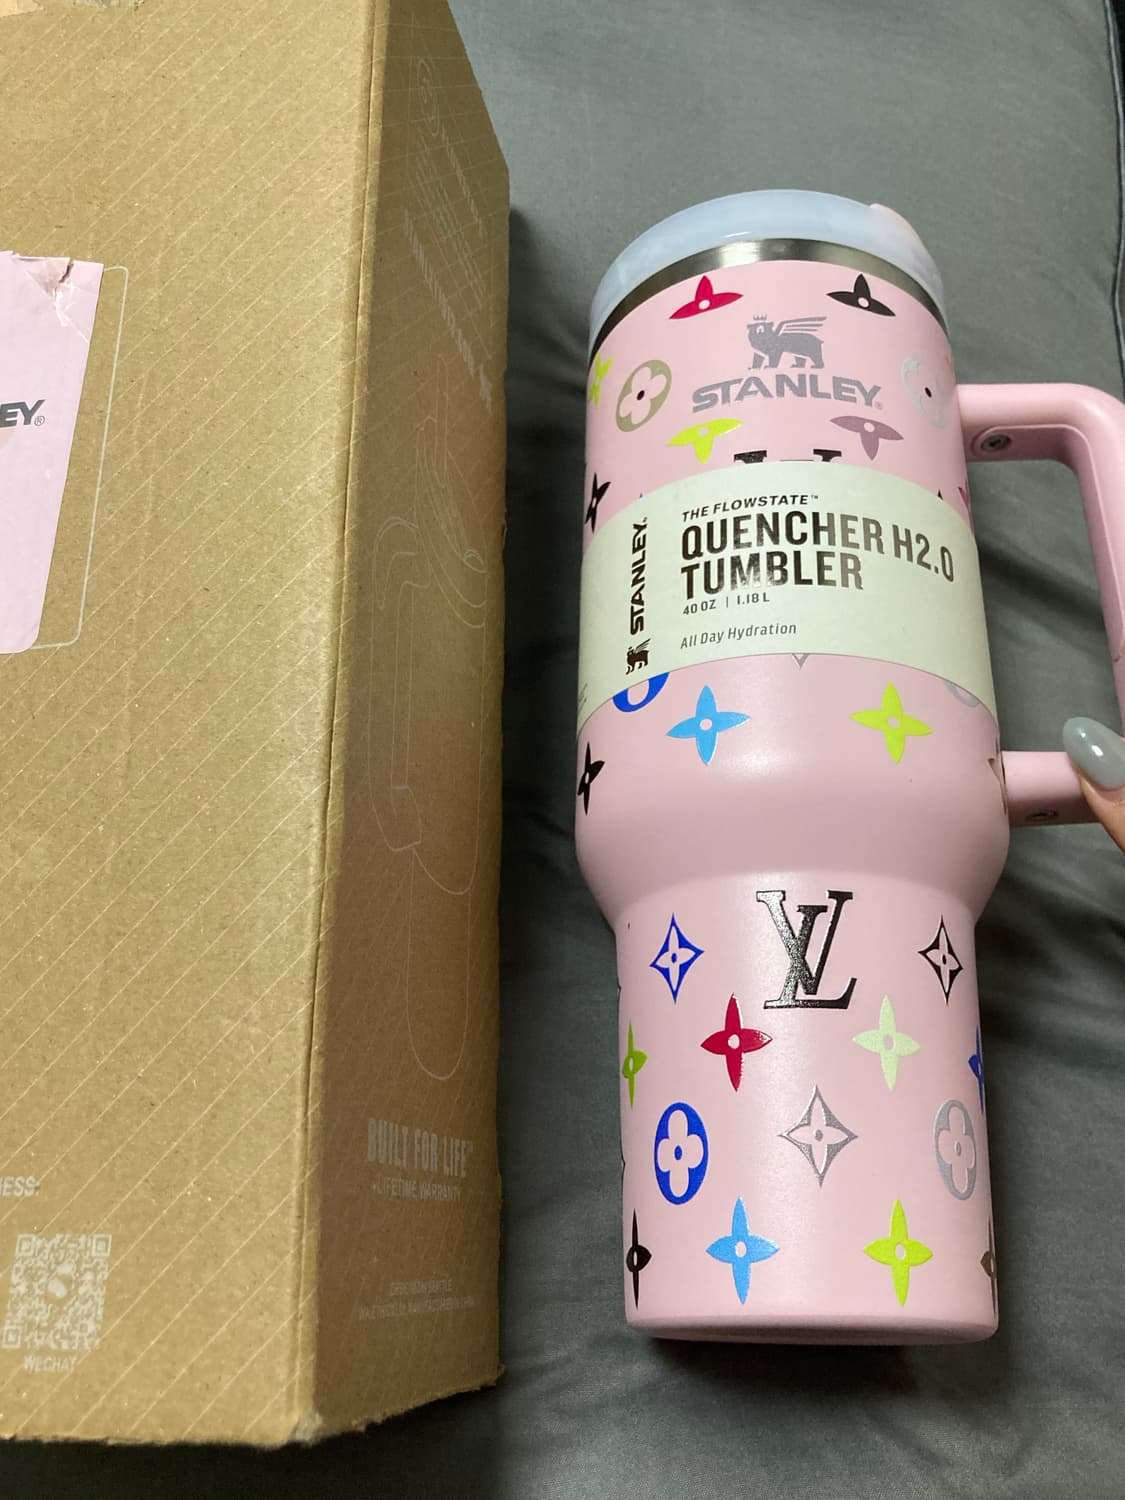 EY®
STANLEY®
THE FLOWSTATE™
QUENCHER H2.0
TUMBLER
40 OZ | 1.18 L
All Day Hydration
STANLEY®
LV
BUILT FOR LIFE™
LIFETIME WARRANTY
WECHAT